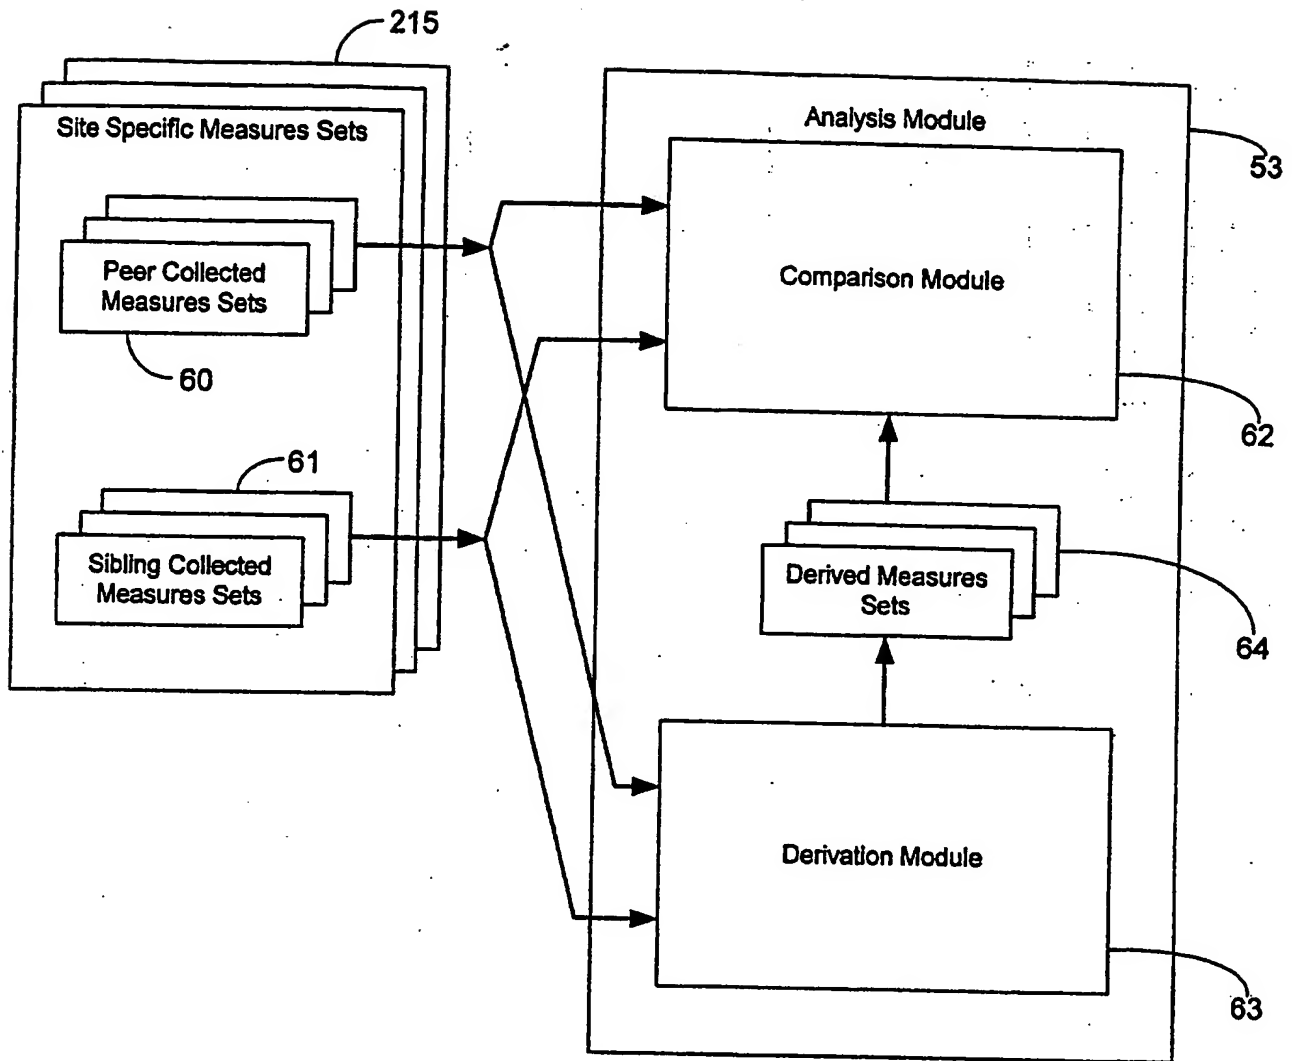 215
Site Specific Measures Sets
Analysis Module
53
Peer Collected
Measures Sets
Comparison Module
60
62
61
Sibling Collected
Measures Sets
Derived Measures
Sets
64
Derivation Module
63